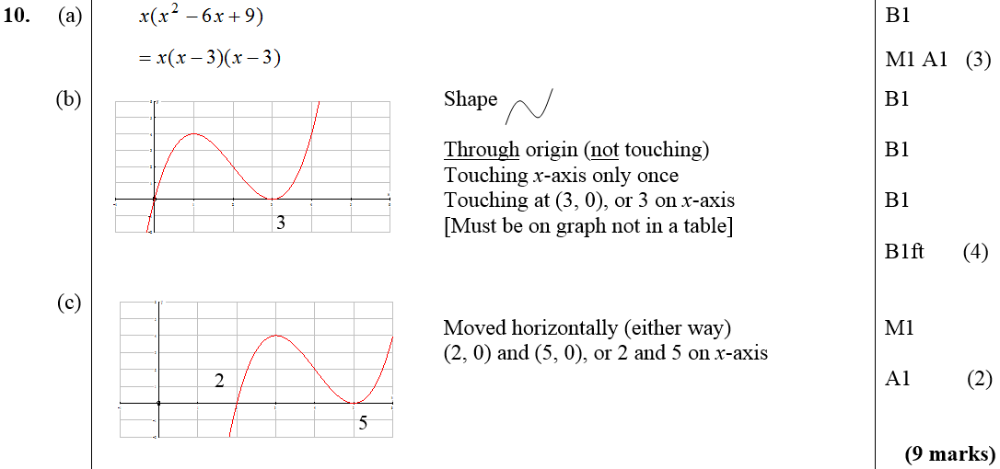 10. (a) x(x² − 6x + 9) B1
= x(x − 3)(x − 3) M1 A1 (3)
(b) Shape B1
Through origin (not touching) B1
Touching x-axis only once
Touching at (3, 0), or 3 on x-axis B1
3 [Must be on graph not in a table]
B1ft (4)
(c)
Moved horizontally (either way) M1
(2, 0) and (5, 0), or 2 and 5 on x-axis
2 A1 (2)
5
(9 marks)